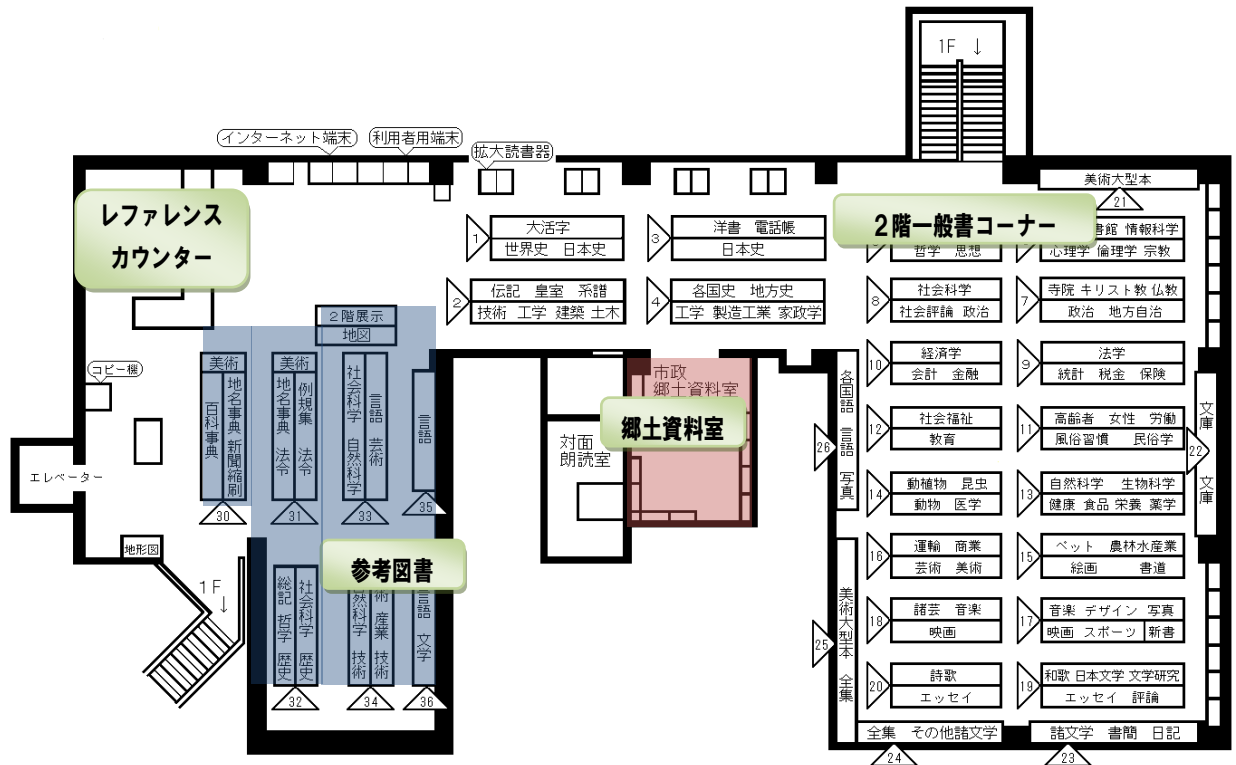 1F ↓
インターネット端末
利用者用端末
拡大読書器
レファレンス
カウンター
2階一般書コーナー
美術大型本
21
1
大活字
世界史 日本史
3
洋書 電話帳
日本史
哲学 思想
書館 情報科学
心理学 倫理学 宗教
2
伝記 皇室 系譜
技術 工学 建築 土木
4
各国史 地方史
工学 製造工業 家政学
8
社会科学
社会評論 政治
7
寺院 キリスト教 仏教
政治 地方自治
10
経済学
会計 金融
9
法学
統計 税金 保険
12
社会福祉
教育
11
高齢者 女性 労働
風俗習慣 民俗学
14
動植物 昆虫
動物 医学
13
自然科学 生物科学
健康 食品 栄養 薬学
16
運輸 商業
芸術 美術
15
ペット 農林水産業
絵画 書道
18
諸芸 音楽
映画
17
音楽 デザイン 写真
映画 スポーツ 新書
20
詩歌
エッセイ
19
和歌 日本文学 文学研究
エッセイ 評論
文庫
22
文庫
各国語 言語 写真
26
美術大型本 全集
25
全集 その他諸文学
24
諸文学 書簡 日記
23
2階展示
地図
コピー機
エレベーター
地形図
1F
↓
美術
百科事典
地名事典 新聞縮刷
30
美術
地名事典 法令
例規集 法令
31
社会科学 自然科学
言語 芸術
33
言語
35
参考図書
総記 哲学 歴史
社会科学 歴史
32
自然科学 技術
術 産業 技術
34
言語 文学
36
対面
朗読室
市政
郷土資料室
郷土資料室